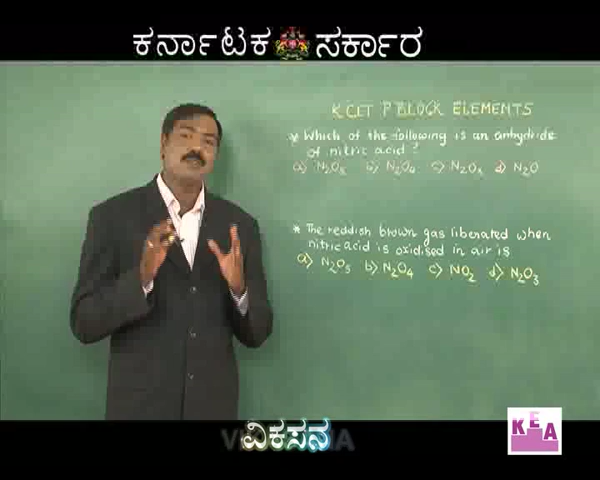 ಕರ್ನಾಟಕ ಸರ್ಕಾರ
KCET P BLOCK ELEMENTS
* Which of the following is an anhydride
of nitric acid?
a) N₂O₅ b) N₂O₄ c) N₂O₃ d) N₂O
* The reddish brown gas liberated when
nitric acid is oxidised in air is
a) N₂O₅ b) N₂O₄ c) NO₂ d) N₂O₃
ವಿಕಸನ
KEA